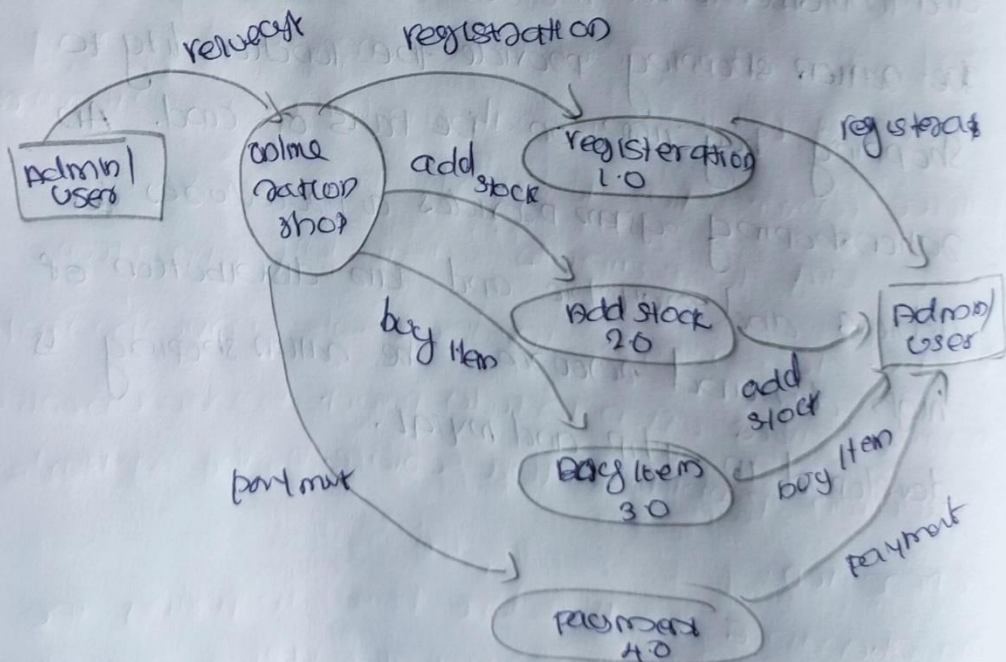 request
registration
Admin/
user
online
ration
shop
add
stock
registeration
1.0
registeras
buy item
Add stock
2.0
Admin/
user
add
stock
payment
Buy item
3.0
buy item
payment
payment
4.0